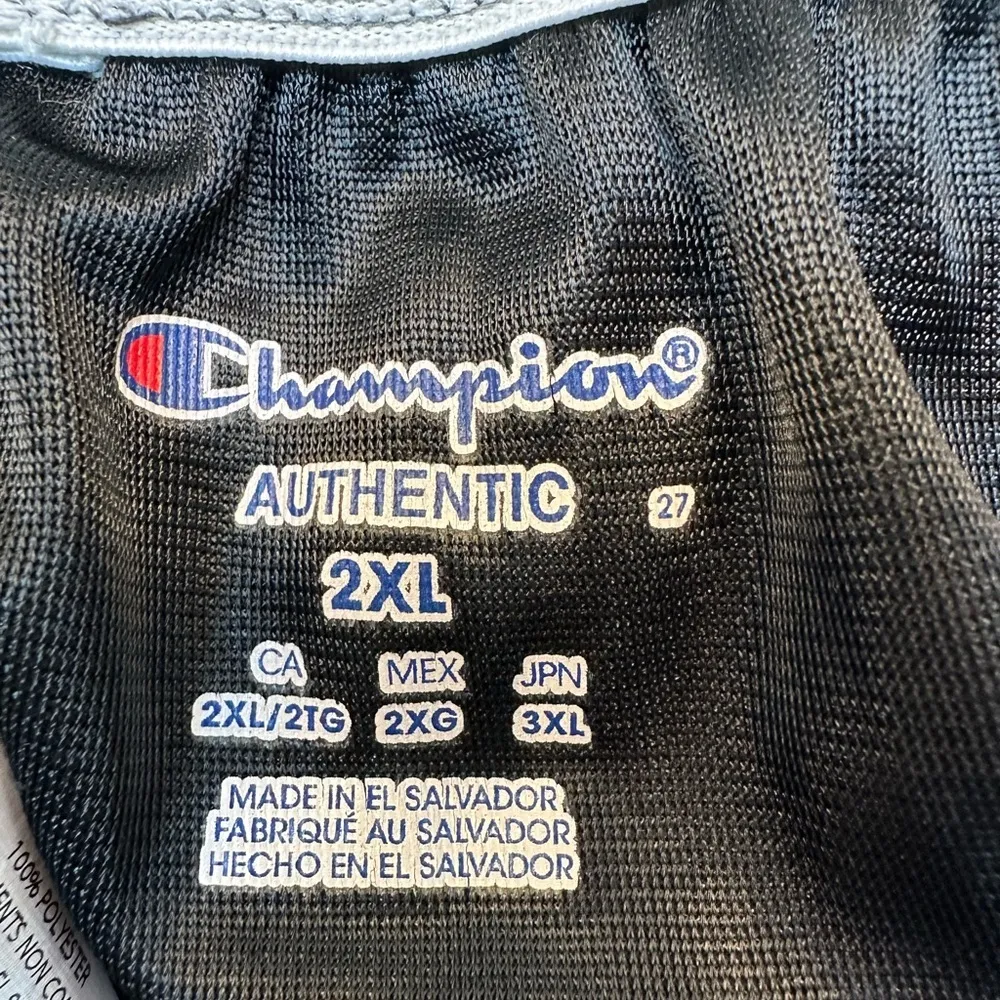 Champion®
AUTHENTIC 27
2XL
CA MEX JPN
2XL/2TG 2XG 3XL
MADE IN EL SALVADOR
FABRIQUÉ AU SALVADOR
HECHO EN EL SALVADOR
100% POLYESTER
NON